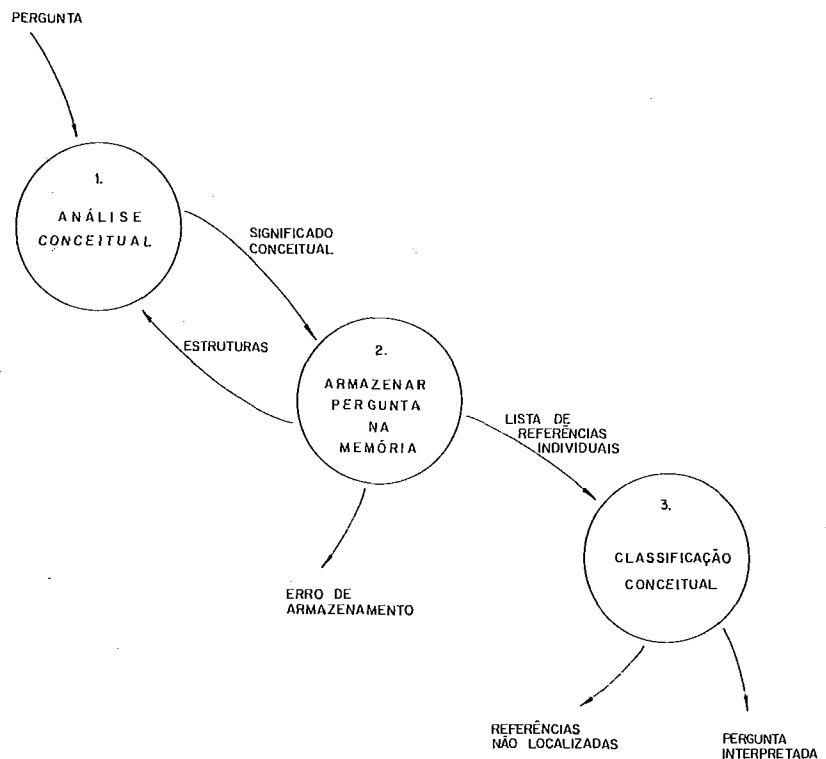 PERGUNTA
1.
ANÁLISE
CONCEITUAL
SIGNIFICADO
CONCEITUAL
ESTRUTURAS
2.
ARMAZENAR
PERGUNTA
NA
MEMÓRIA
LISTA DE
REFERÊNCIAS
INDIVIDUAIS
3.
CLASSIFICAÇÃO
CONCEITUAL
ERRO DE
ARMAZENAMENTO
REFERÊNCIAS
NÃO LOCALIZADAS
PERGUNTA
INTERPRETADA